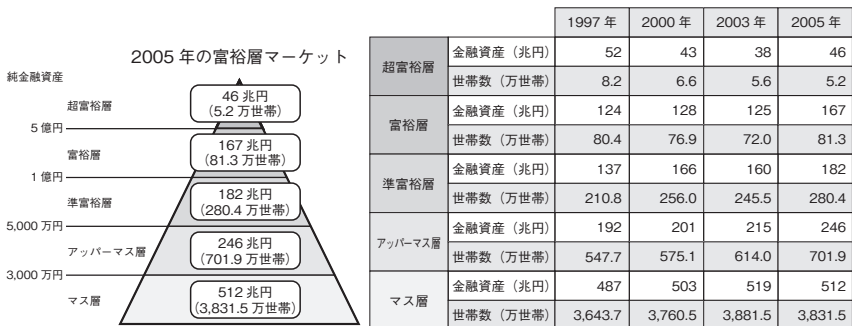 2005 年の富裕層マーケット
純金融資産
超富裕層
46 兆円
(5.2 万世帯)
5 億円
富裕層
167 兆円
(81.3 万世帯)
1 億円
準富裕層
182 兆円
(280.4 万世帯)
5,000 万円
アッパーマス層
246 兆円
(701.9 万世帯)
3,000 万円
マス層
512 兆円
(3,831.5 万世帯)
1997 年 2000 年 2003 年 2005 年
超富裕層
金融資産（兆円） 52 43 38 46
世帯数（万世帯） 8.2 6.6 5.6 5.2
富裕層
金融資産（兆円） 124 128 125 167
世帯数（万世帯） 80.4 76.9 72.0 81.3
準富裕層
金融資産（兆円） 137 166 160 182
世帯数（万世帯） 210.8 256.0 245.5 280.4
アッパーマス層
金融資産（兆円） 192 201 215 246
世帯数（万世帯） 547.7 575.1 614.0 701.9
マス層
金融資産（兆円） 487 503 519 512
世帯数（万世帯） 3,643.7 3,760.5 3,881.5 3,831.5